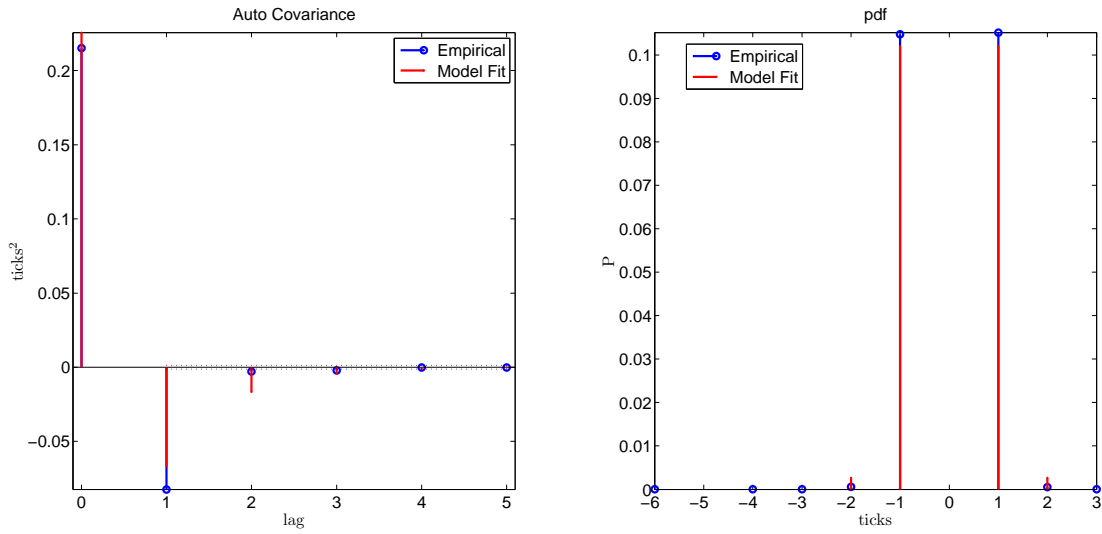 Auto Covariance
Empirical
Model Fit
0.2
0.15
0.1
0.05
0
−0.05
ticks²
0 1 2 3 4 5
lag
pdf
Empirical
Model Fit
0.1
0.09
0.08
0.07
0.06
0.05
0.04
0.03
0.02
0.01
0
P
−6 −5 −4 −3 −2 −1 0 1 2 3
ticks